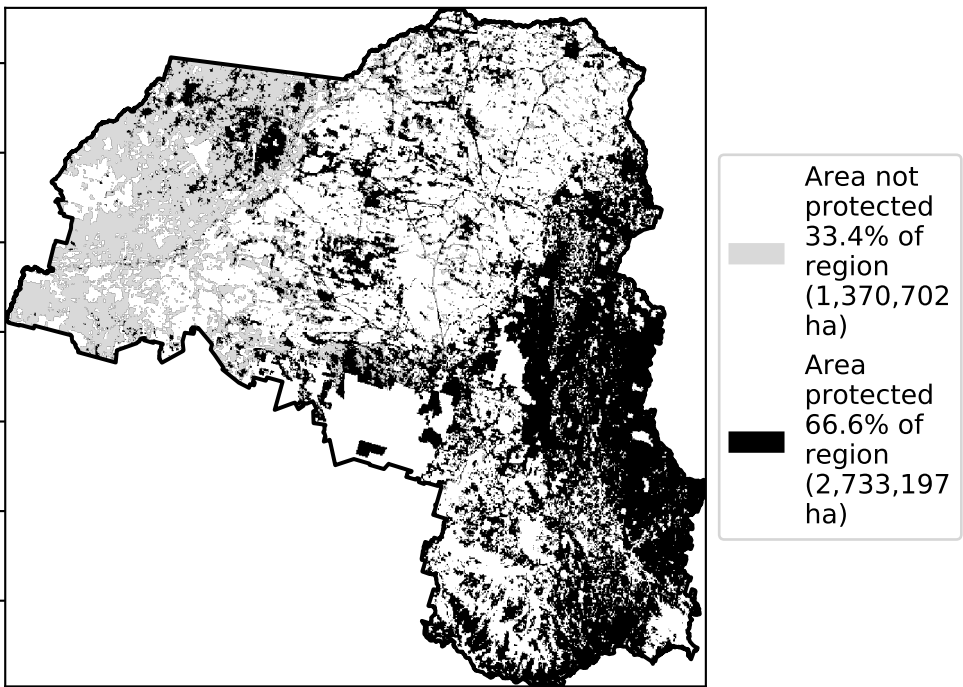 Area not
protected
33.4% of
region
(1,370,702
ha)
Area
protected
66.6% of
region
(2,733,197
ha)